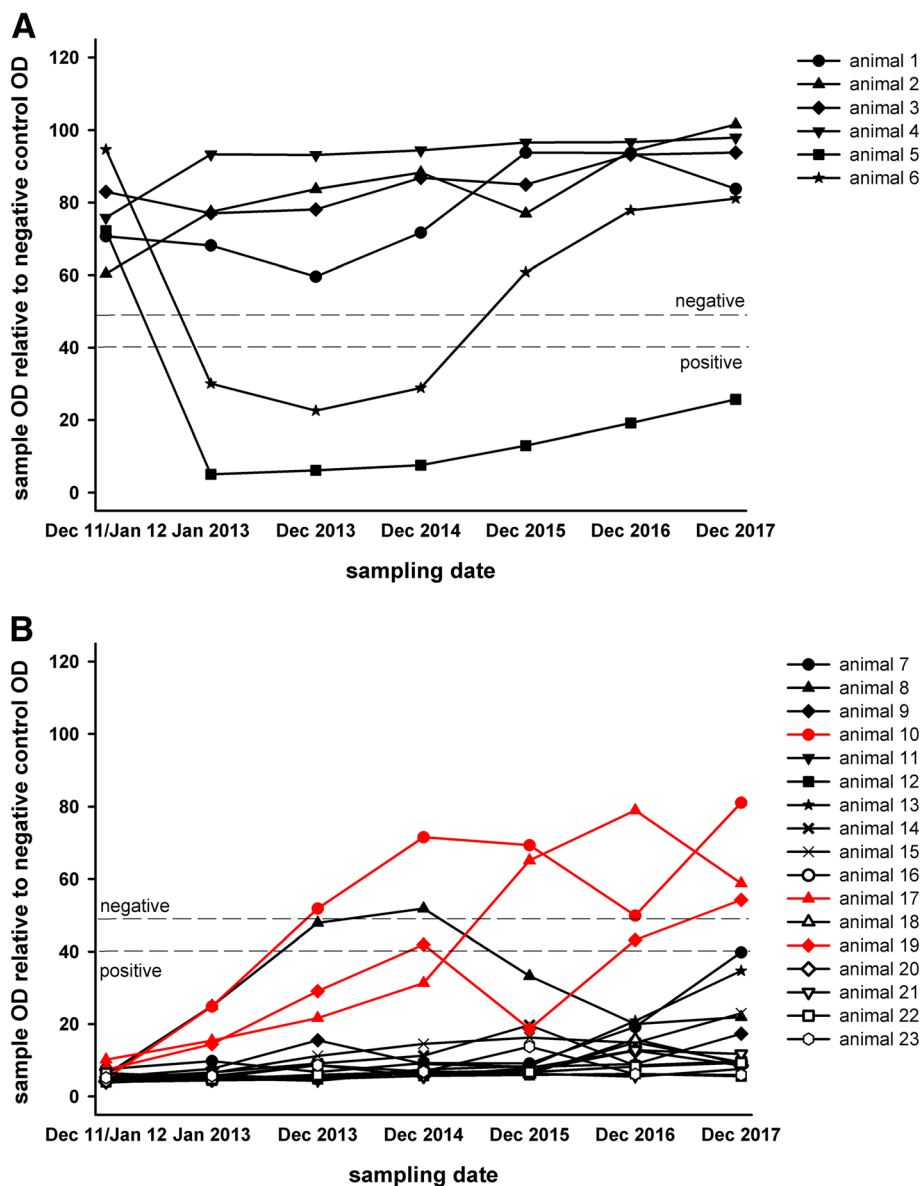 A
sample OD relative to negative control OD
120
100
80
60
40
20
0
negative
positive
Dec 11/Jan 12 Jan 2013 Dec 2013 Dec 2014 Dec 2015 Dec 2016 Dec 2017
sampling date
animal 1
animal 2
animal 3
animal 4
animal 5
animal 6
B
sample OD relative to negative control OD
120
100
80
60
40
20
0
negative
positive
Dec 11/Jan 12 Jan 2013 Dec 2013 Dec 2014 Dec 2015 Dec 2016 Dec 2017
sampling date
animal 7
animal 8
animal 9
animal 10
animal 11
animal 12
animal 13
animal 14
animal 15
animal 16
animal 17
animal 18
animal 19
animal 20
animal 21
animal 22
animal 23